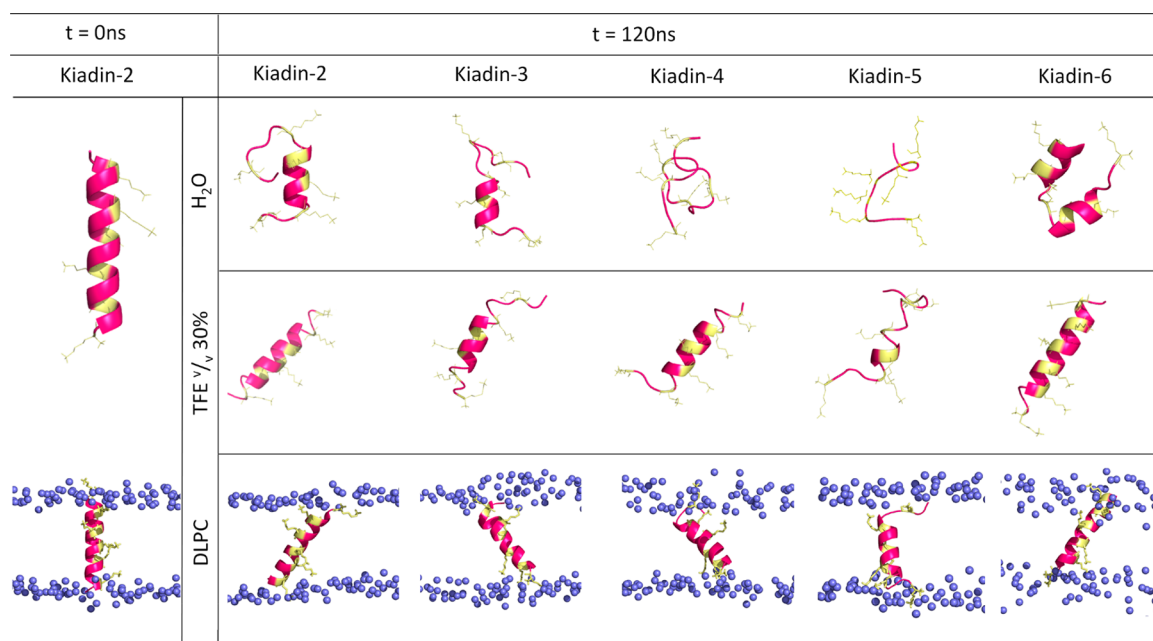 t = 0ns
t = 120ns
Kiadin-2
Kiadin-2
Kiadin-3
Kiadin-4
Kiadin-5
Kiadin-6
H₂O
TFE ᵛ/ᵥ 30%
DLPC